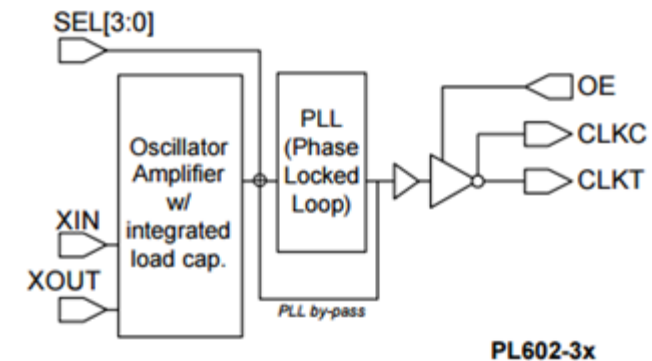 SEL[3:0]
OE
PLL
(Phase
Locked
Loop)
CLKC
CLKT
Oscillator
Amplifier
w/
integrated
load cap.
XIN
XOUT
PLL by-pass
PL602-3x